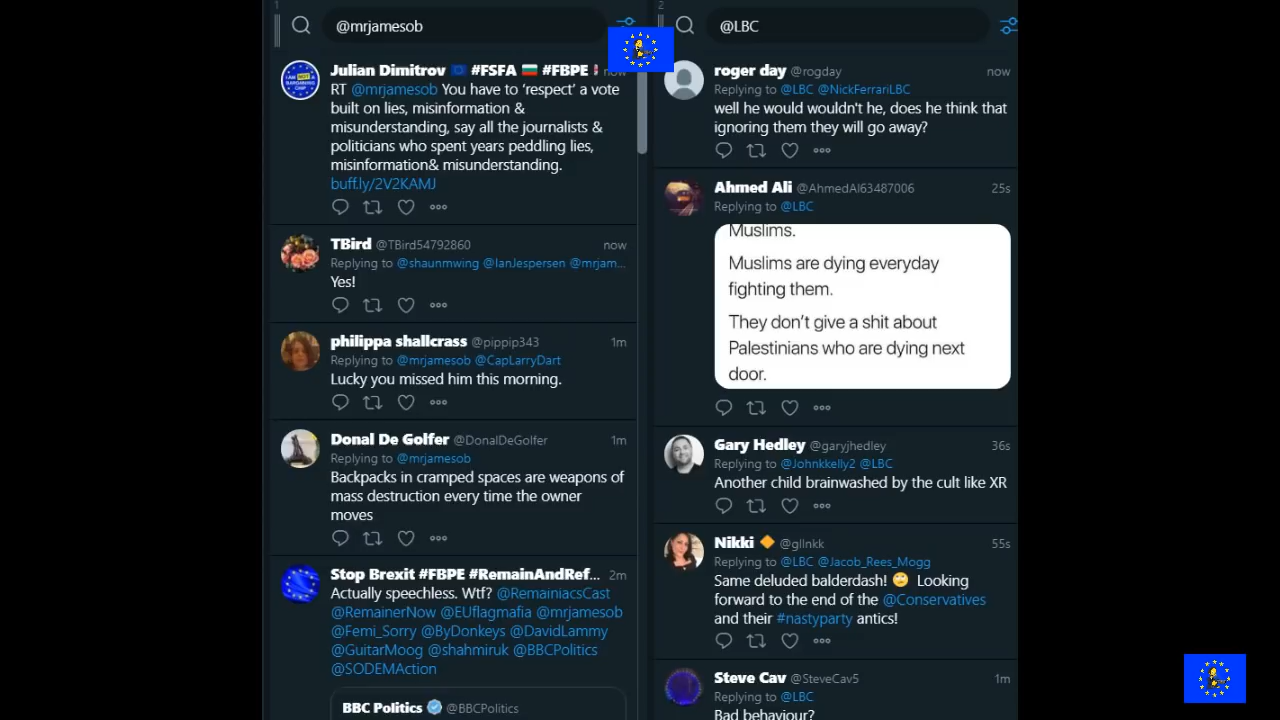 1
@mrjamesob
Julian Dimitrov #FSFA #FBPE now
RT @mrjamesob You have to ‘respect’ a vote
built on lies, misinformation &
misunderstanding, say all the journalists &
politicians who spent years peddling lies,
misinformation& misunderstanding.
buff.ly/2V2KAMJ
TBird @TBird54792860 now
Replying to @shaunmwing @IanJespersen @mrjam...
Yes!
philippa shallcrass @pippip343 1m
Replying to @mrjamesob @CapLarryDart
Lucky you missed him this morning.
Donal De Golfer @DonalDeGolfer 1m
Replying to @mrjamesob
Backpacks in cramped spaces are weapons of
mass destruction every time the owner
moves
Stop Brexit #FBPE #RemainAndRef... 2m
Actually speechless. Wtf? @RemainiacsCast
@RemainerNow @EUflagmafia @mrjamesob
@Femi_Sorry @ByDonkeys @DavidLammy
@GuitarMoog @shahmiruk @BBCPolitics
@SODEMAction
BBC Politics @BBCPolitics
2
@LBC
roger day @rogday now
Replying to @LBC @NickFerrariLBC
well he would wouldn't he, does he think that
ignoring them they will go away?
Ahmed Ali @AhmedAl63487006 25s
Replying to @LBC
Muslims.
Muslims are dying everyday
fighting them.
They don’t give a shit about
Palestinians who are dying next
door.
Gary Hedley @garyjhedley 36s
Replying to @Johnkkelly2 @LBC
Another child brainwashed by the cult like XR
Nikki @gllnkk 55s
Replying to @LBC @Jacob_Rees_Mogg
Same deluded balderdash! Looking
forward to the end of the @Conservatives
and their #nastyparty antics!
Steve Cav @SteveCav5 1m
Replying to @LBC
Bad behaviour?